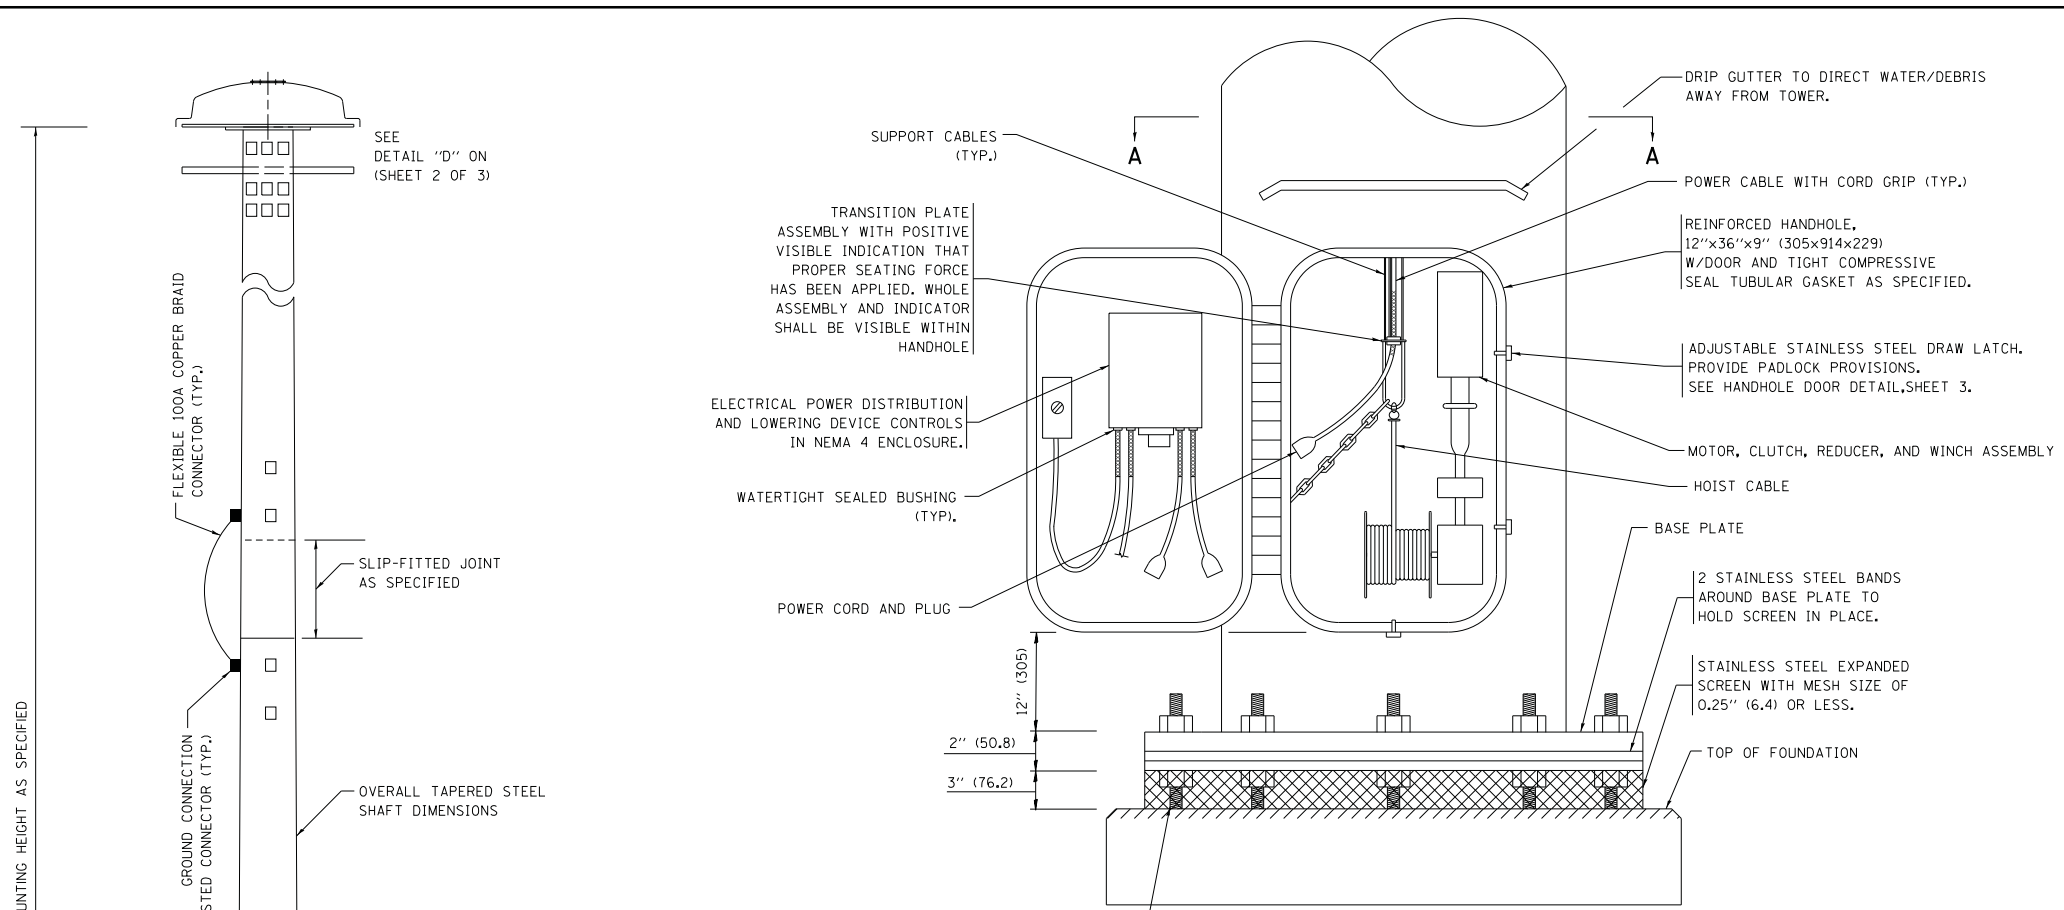 SEE
DETAIL "D" ON
(SHEET 2 OF 3)
FLEXIBLE 100A COPPER BRAID
CONNECTOR (TYP.)
SLIP-FITTED JOINT
AS SPECIFIED
UNTING HEIGHT AS SPECIFIED
GROUND CONNECTION
STED CONNECTOR (TYP.)
OVERALL TAPERED STEEL
SHAFT DIMENSIONS
SUPPORT CABLES
(TYP.)
TRANSITION PLATE
ASSEMBLY WITH POSITIVE
VISIBLE INDICATION THAT
PROPER SEATING FORCE
HAS BEEN APPLIED. WHOLE
ASSEMBLY AND INDICATOR
SHALL BE VISIBLE WITHIN
HANDHOLE
ELECTRICAL POWER DISTRIBUTION
AND LOWERING DEVICE CONTROLS
IN NEMA 4 ENCLOSURE.
WATERTIGHT SEALED BUSHING
(TYP).
POWER CORD AND PLUG
12" (305)
2" (50.8)
3" (76.2)
A
A
DRIP GUTTER TO DIRECT WATER/DEBRIS
AWAY FROM TOWER.
POWER CABLE WITH CORD GRIP (TYP.)
REINFORCED HANDHOLE,
12"x36"x9" (305x914x229)
W/DOOR AND TIGHT COMPRESSIVE
SEAL TUBULAR GASKET AS SPECIFIED.
ADJUSTABLE STAINLESS STEEL DRAW LATCH.
PROVIDE PADLOCK PROVISIONS.
SEE HANDHOLE DOOR DETAIL,SHEET 3.
MOTOR, CLUTCH, REDUCER, AND WINCH ASSEMBLY
HOIST CABLE
BASE PLATE
2 STAINLESS STEEL BANDS
AROUND BASE PLATE TO
HOLD SCREEN IN PLACE.
STAINLESS STEEL EXPANDED
SCREEN WITH MESH SIZE OF
0.25" (6.4) OR LESS.
TOP OF FOUNDATION